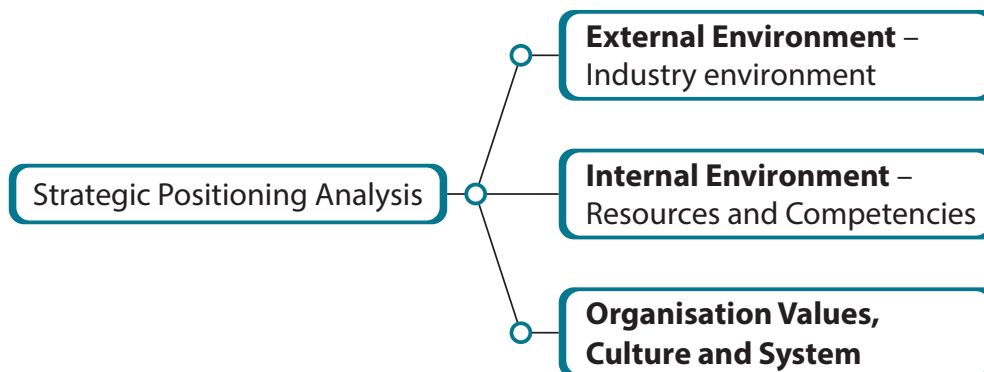 External Environment –
Industry environment
Strategic Positioning Analysis
Internal Environment –
Resources and Competencies
Organisation Values,
Culture and System